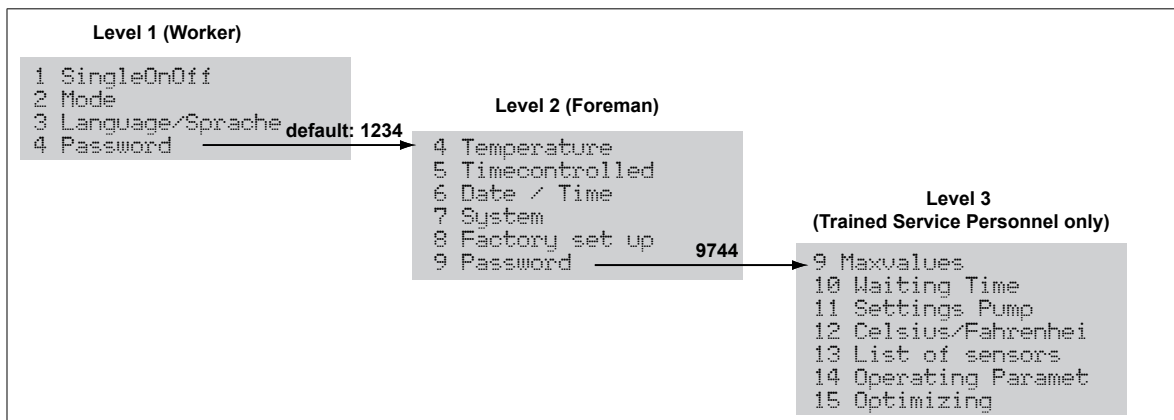 Level 1 (Worker)
1 SingleOnOff
2 Mode
3 Language/Sprache
4 Password
default: 1234
Level 2 (Foreman)
4 Temperature
5 Timecontrolled
6 Date / Time
7 System
8 Factory set up
9 Password
9744
Level 3
(Trained Service Personnel only)
9 Maxvalues
10 Waiting Time
11 Settings Pump
12 Celsius/Fahrenhei
13 List of sensors
14 Operating Paramet
15 Optimizing